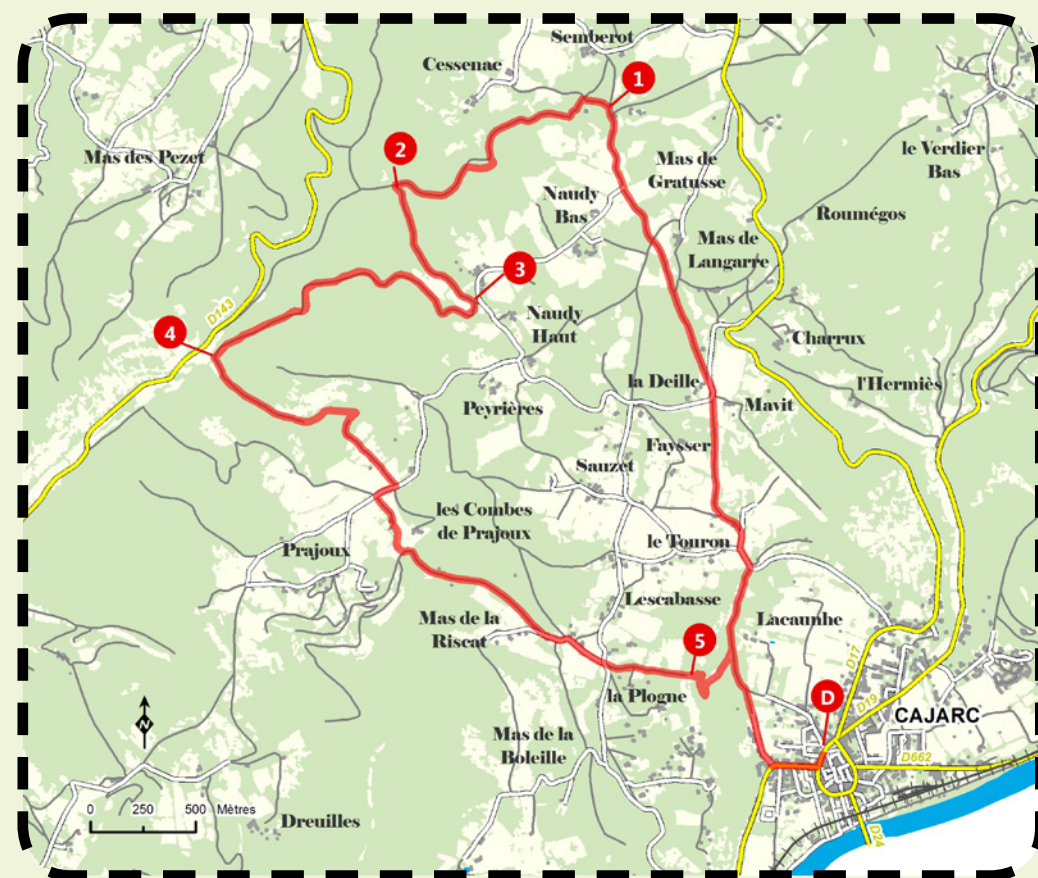 Semberot
Cessenac
1
2
Mas des Pezet
Mas de
Gratusse
le Verdier
Bas
Naudy
Bas
Roumégos
Mas de
Langarre
3
D143
4
Naudy
Haut
Charrux
la Deille
l'Hermiès
Peyrières
Mavit
Faysser
Sauzet
les Combes
de Prajoux
le Touron
Prajoux
Lescabasse
Mas de la
Riscat
Lacaunhe
5
D17
la Plogne
D
D19
CAJARC
Mas de la
Boleille
D662
N
0 250 500 Mètres
Dreuilles
D24